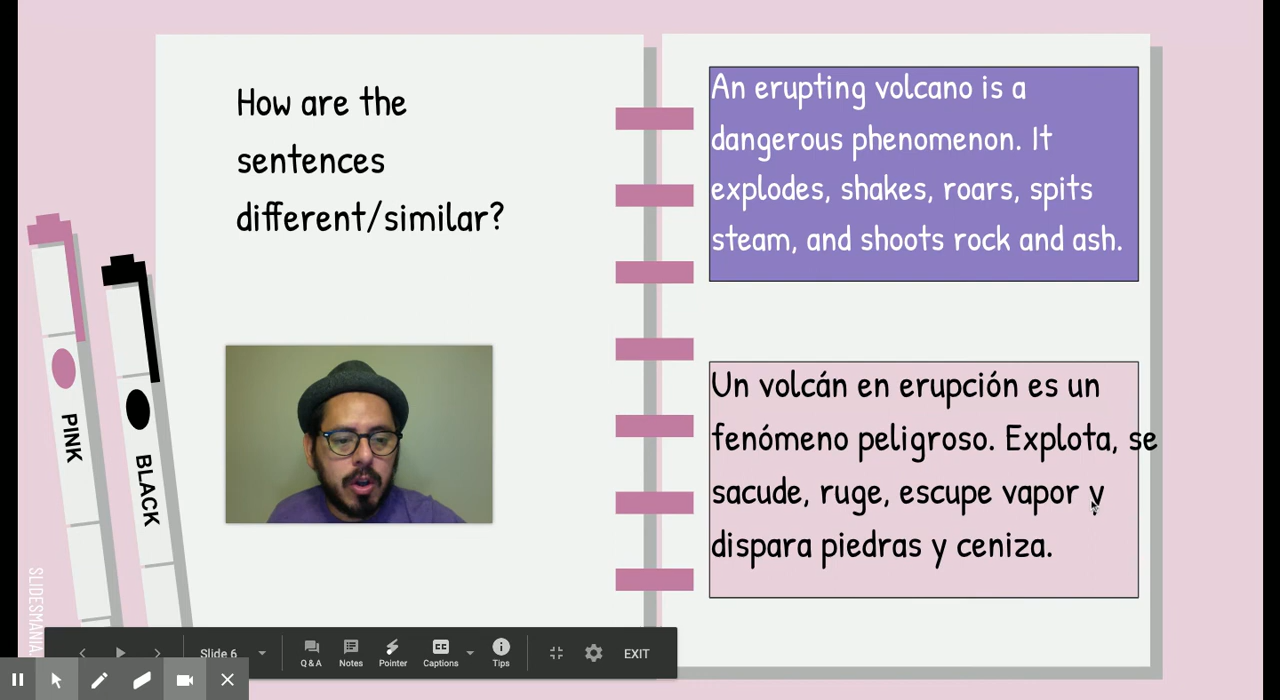 How are the
sentences
different/similar?
An erupting volcano is a
dangerous phenomenon. It
explodes, shakes, roars, spits
steam, and shoots rock and ash.
Un volcán en erupción es un
fenómeno peligroso. Explota, se
sacude, ruge, escupe vapor y
dispara piedras y ceniza.
PINK
BLACK
SLIDESMANIA.
Slide 6
Q & A
Notes
Pointer
CC
Captions
Tips
EXIT